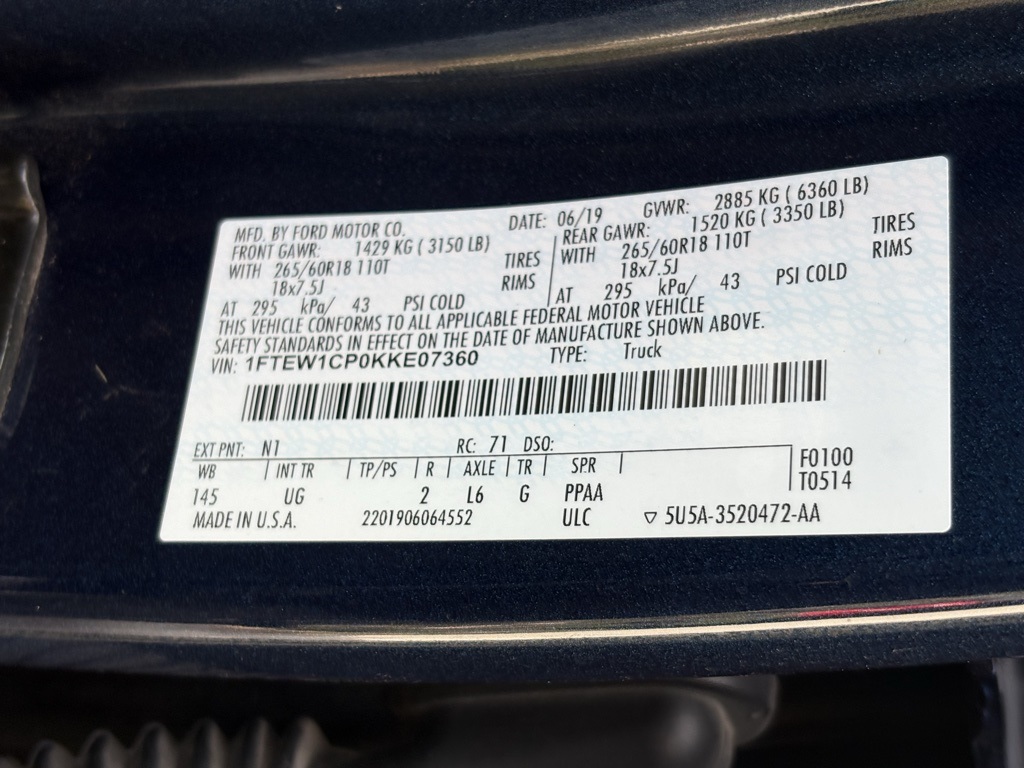 MFD. BY FORD MOTOR CO. DATE: 06/19 GVWR: 2885 KG ( 6360 LB)
FRONT GAWR: 1429 KG ( 3150 LB) REAR GAWR: 1520 KG ( 3350 LB)
WITH 265/60R18 110T TIRES WITH 265/60R18 110T TIRES
18x7.5J RIMS 18x7.5J RIMS
AT 295 kPa/ 43 PSI COLD AT 295 kPa/ 43 PSI COLD
THIS VEHICLE CONFORMS TO ALL APPLICABLE FEDERAL MOTOR VEHICLE
SAFETY STANDARDS IN EFFECT ON THE DATE OF MANUFACTURE SHOWN ABOVE.
VIN: 1FTEW1CP0KKE07360 TYPE: Truck
EXT PNT: N1 RC: 71 DSO:
WB INT TR TP/PS R AXLE TR SPR F0100
145 UG 2 L6 G PPAA T0514
MADE IN U.S.A. 2201906064552 ULC ▽ 5U5A-3520472-AA